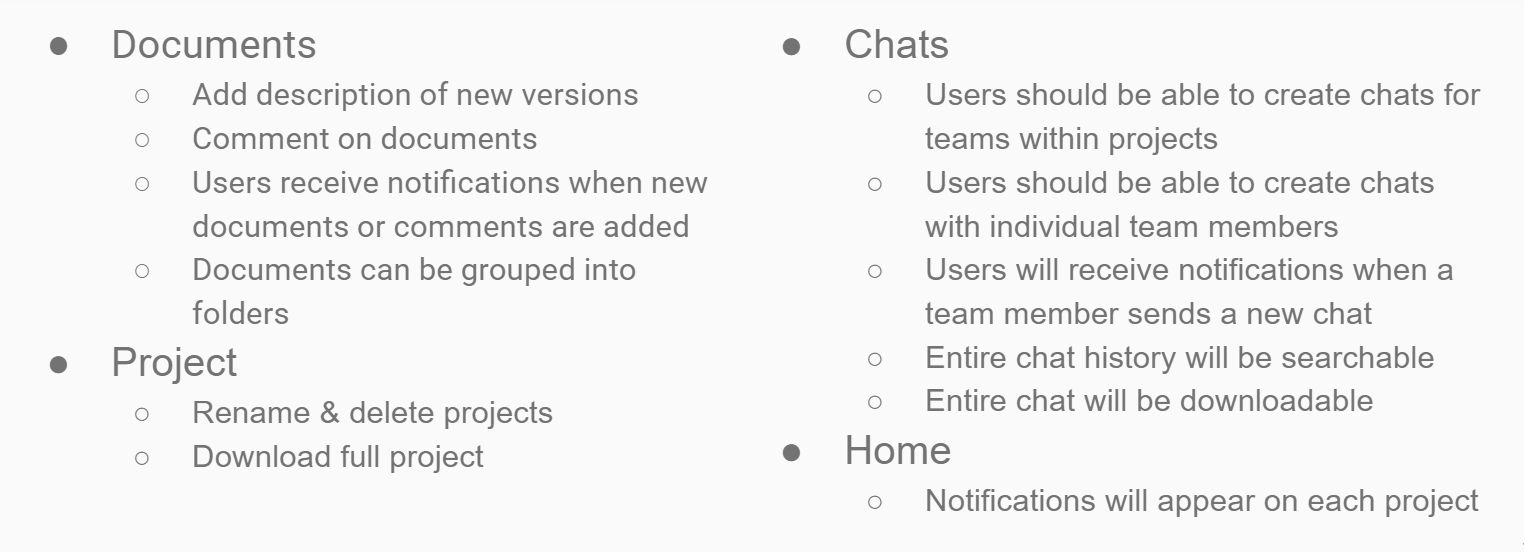 ● Documents
○ Add description of new versions
○ Comment on documents
○ Users receive notifications when new
documents or comments are added
○ Documents can be grouped into
folders
● Project
○ Rename & delete projects
○ Download full project
● Chats
○ Users should be able to create chats for
teams within projects
○ Users should be able to create chats
with individual team members
○ Users will receive notifications when a
team member sends a new chat
○ Entire chat history will be searchable
○ Entire chat will be downloadable
● Home
○ Notifications will appear on each project